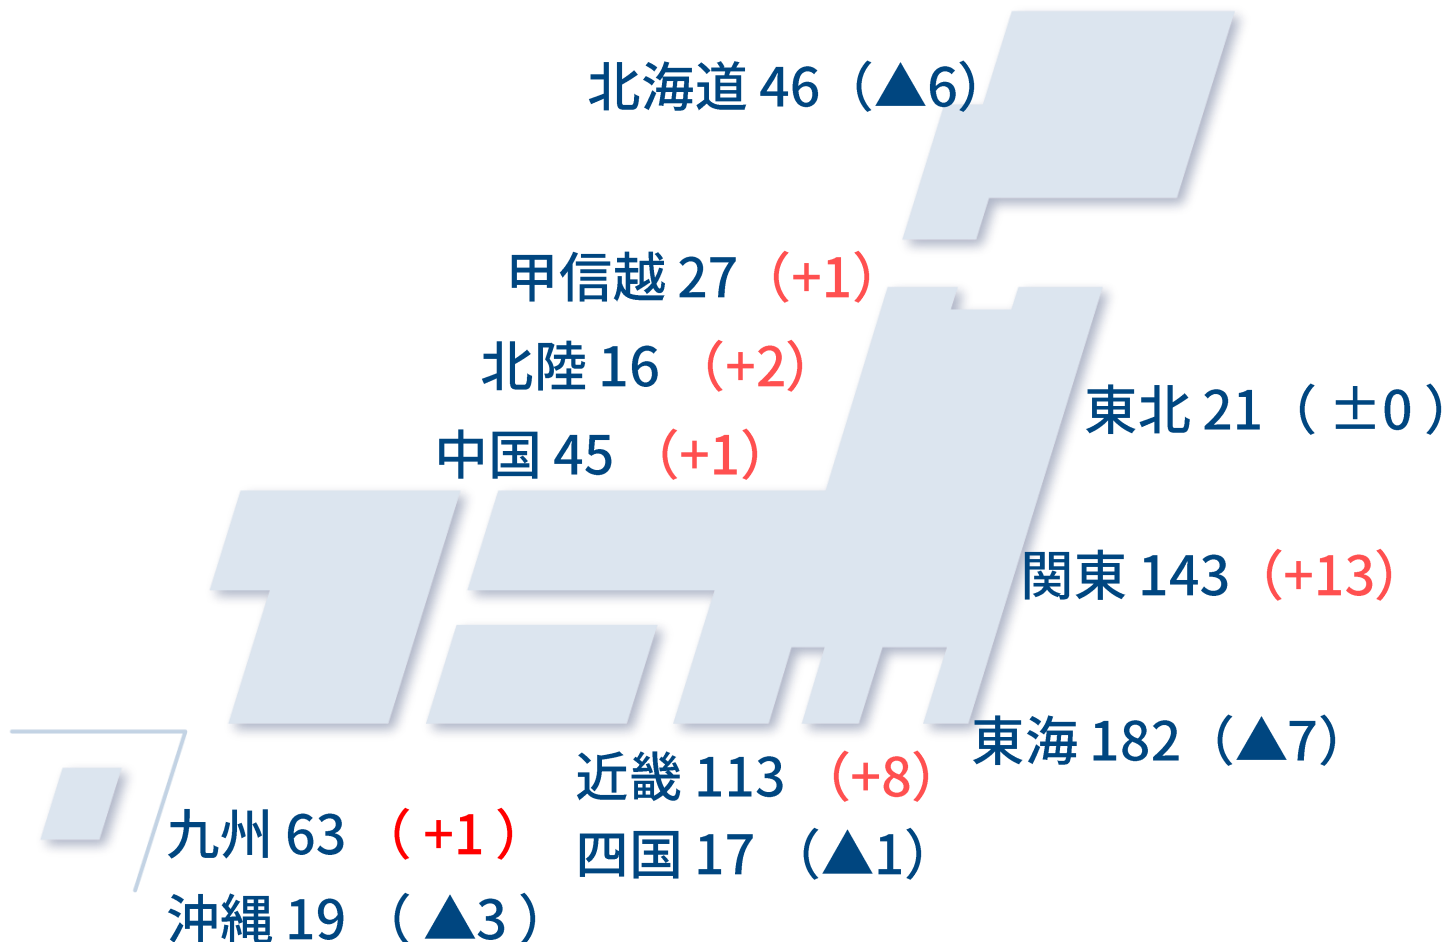 北海道 46（▲6）
甲信越 27（+1）
北陸 16 （+2）
中国 45 （+1）
東北 21（ ±0 ）
関東 143（+13）
東海 182（▲7）
近畿 113 （+8）
四国 17 （▲1）
九州 63 （ +1 ）
沖縄 19 （ ▲3 ）